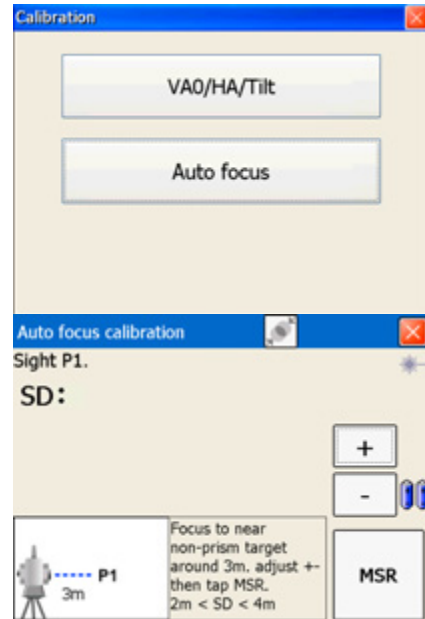 Calibration
VA0/HA/Tilt
Auto focus
Auto focus calibration
Sight P1.
SD:
+
-
Focus to near
non-prism target
around 3m. adjust +-
then tap MSR.
2m < SD < 4m
P1
3m
MSR